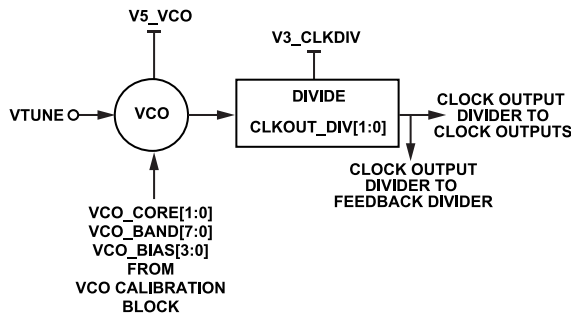 V5_VCO
V3_CLKDIV
VTUNE
VCO
DIVIDE
CLKOUT_DIV[1:0]
CLOCK OUTPUT
DIVIDER TO
CLOCK OUTPUTS
CLOCK OUTPUT
DIVIDER TO
FEEDBACK DIVIDER
VCO_CORE[1:0]
VCO_BAND[7:0]
VCO_BIAS[3:0]
FROM
VCO CALIBRATION
BLOCK